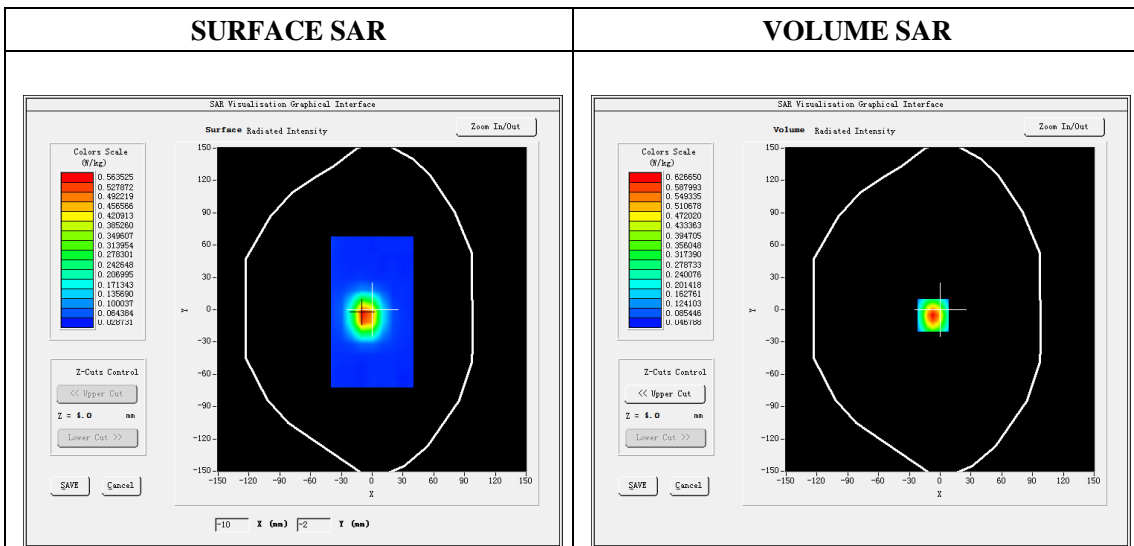 SURFACE SAR
VOLUME SAR
SAR Visualisation Graphical Interface
Surface Radiated Intensity
Zoom In/Out
Colors Scale
(W/kg)
0.563525
0.527872
0.492219
0.456566
0.420913
0.385260
0.349607
0.313954
0.278301
0.242648
0.206995
0.171343
0.135690
0.100037
0.064384
0.028731
Z-Cuts Control
<< Upper Cut
Z = 4.0 mm
Lower Cut >>
SAVE
Cancel
150
120
90
60
30
0
-30
-60
-90
-120
-150
Y
-150 -120 -90 -60 -30 0 30 60 90 120 150
X
-10 X (mm) -2 Y (mm)
SAR Visualisation Graphical Interface
Volume Radiated Intensity
Zoom In/Out
Colors Scale
(W/kg)
0.626650
0.587993
0.549335
0.510678
0.472020
0.433363
0.394705
0.356048
0.317390
0.278733
0.240076
0.201418
0.162761
0.124103
0.085446
0.046788
Z-Cuts Control
<< Upper Cut
Z = 4.0 mm
Lower Cut >>
SAVE
Cancel
150
120
90
60
30
0
-30
-60
-90
-120
-150
Y
-150 -120 -90 -60 -30 0 30 60 90 120 150
X